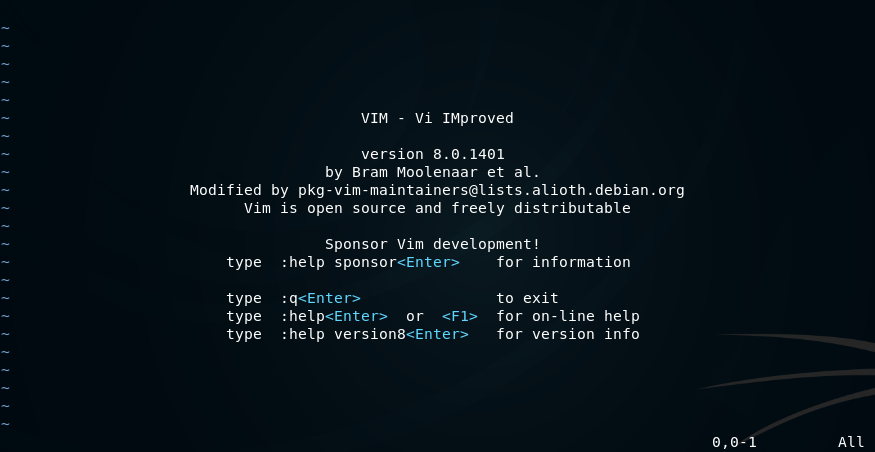 ~
~
~
~
~
~ VIM - Vi IMproved
~
~ version 8.0.1401
~ by Bram Moolenaar et al.
~ Modified by pkg-vim-maintainers@lists.alioth.debian.org
~ Vim is open source and freely distributable
~
~ Sponsor Vim development!
~ type :help sponsor<Enter> for information
~
~ type :q<Enter> to exit
~ type :help<Enter> or <F1> for on-line help
~ type :help version8<Enter> for version info
~
~
~
~
~
0,0-1 All